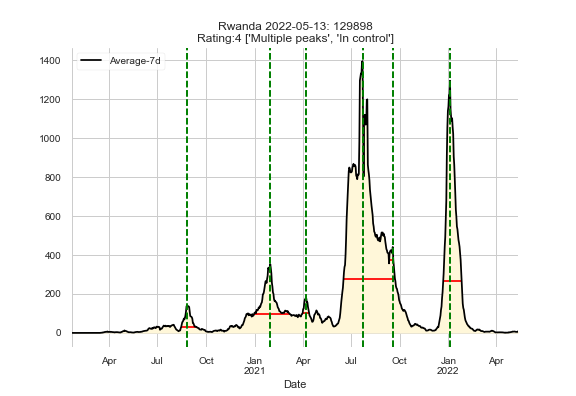 Rwanda 2022-05-13: 129898
Rating:4 ['Multiple peaks', 'In control']
Average-7d
1400
1200
1000
800
600
400
200
0
Apr Jul Oct Jan Apr Jul Oct Jan Apr
2021 2022
Date